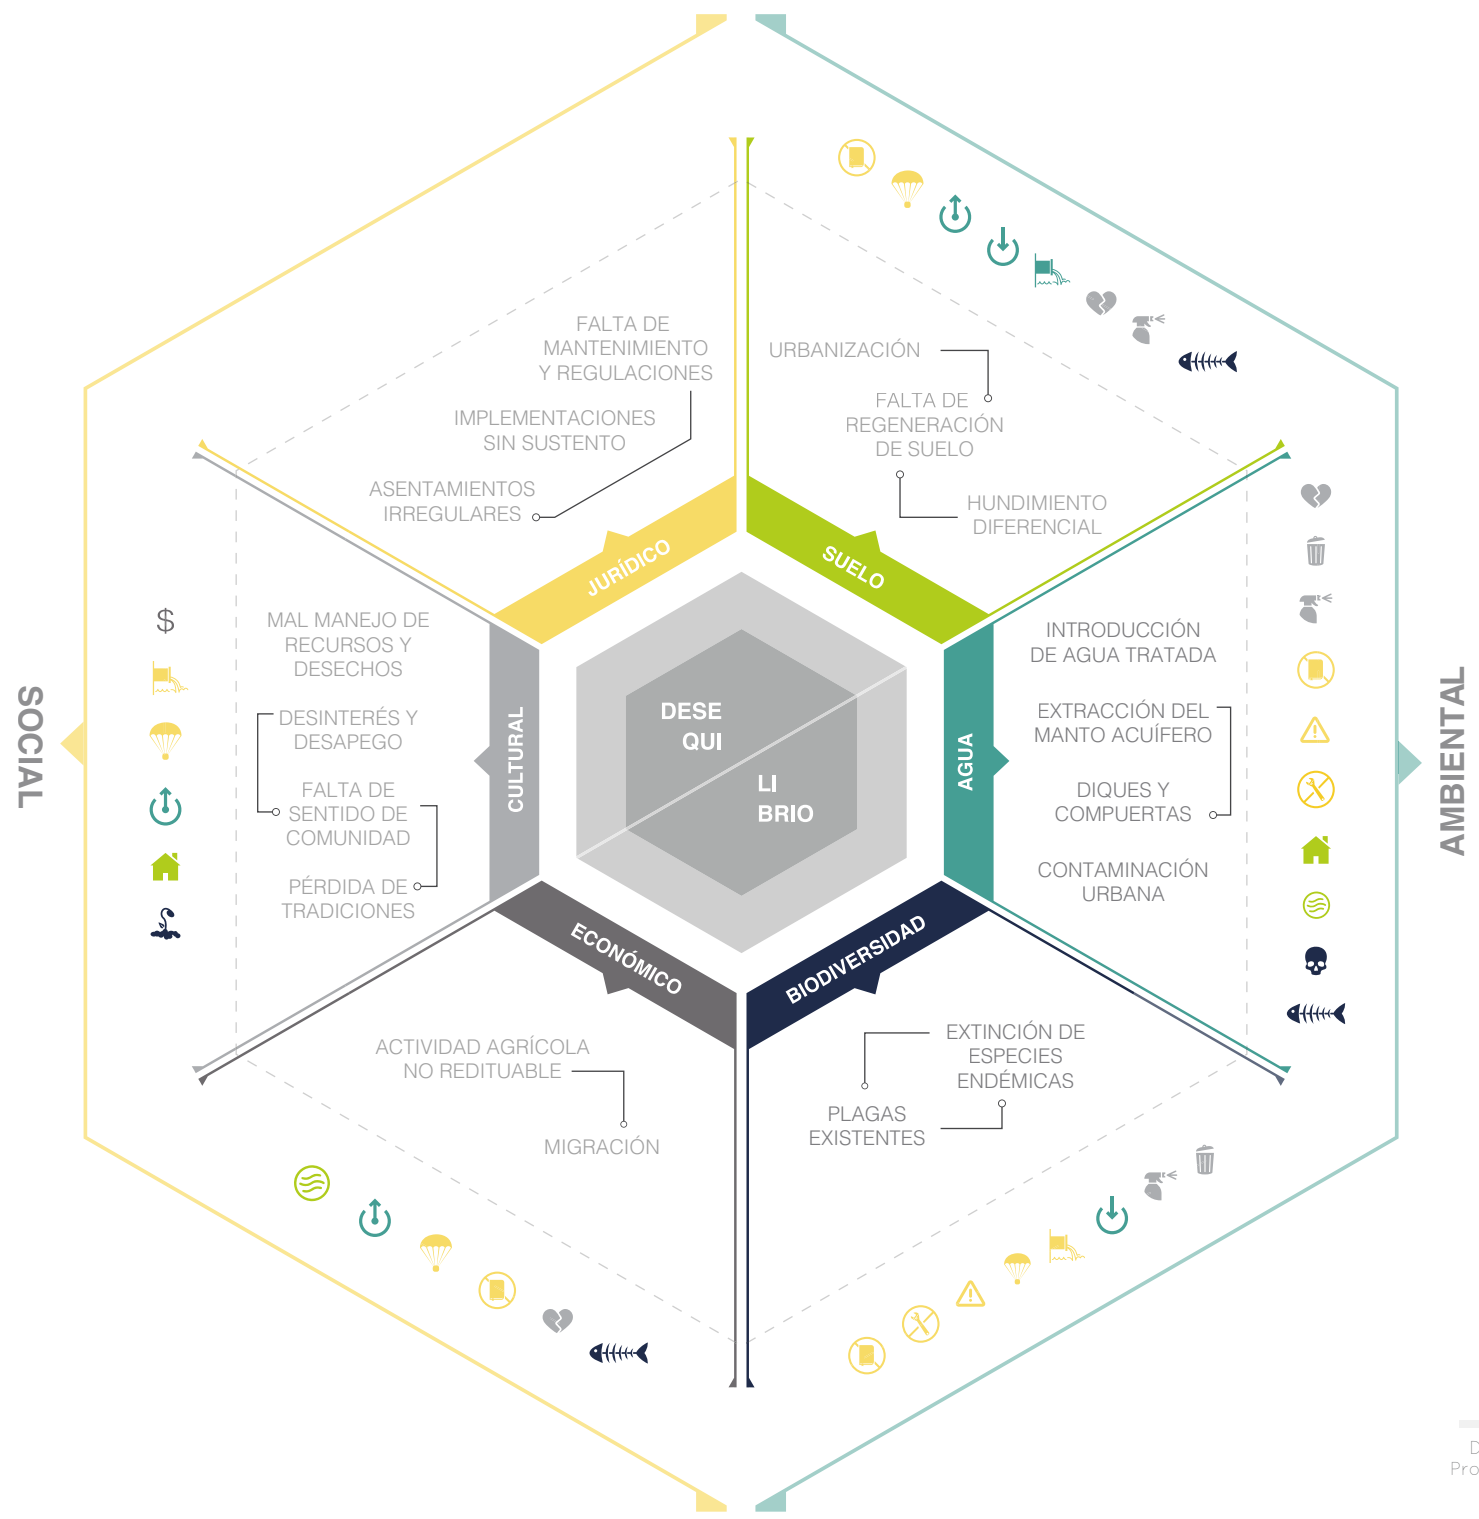 FALTA DE
MANTENIMIENTO
Y REGULACIONES
IMPLEMENTACIONES
SIN SUSTENTO
ASENTAMIENTOS
IRREGULARES
JURÍDICO
URBANIZACIÓN
FALTA DE
REGENERACIÓN
DE SUELO
HUNDIMIENTO
DIFERENCIAL
SUELO
SOCIAL
$
MAL MANEJO DE
RECURSOS Y
DESECHOS
DESINTERÉS Y
DESAPEGO
FALTA DE
SENTIDO DE
COMUNIDAD
PÉRDIDA DE
TRADICIONES
CULTURAL
DESE
QUI
LI
BRIO
AGUA
INTRODUCCIÓN
DE AGUA TRATADA
EXTRACCIÓN DEL
MANTO ACUÍFERO
DIQUES Y
COMPUERTAS
CONTAMINACIÓN
URBANA
AMBIENTAL
ECONÓMICO
ACTIVIDAD AGRÍCOLA
NO REDITUABLE
MIGRACIÓN
BIODIVERSIDAD
EXTINCIÓN DE
ESPECIES
ENDÉMICAS
PLAGAS
EXISTENTES
Pro